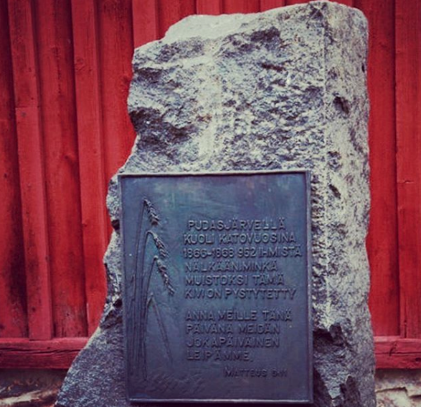 PUDASJÄRVELLÄ
KUOLI KATOVUOSINA
1866-1868 952 IHMISTÄ
NÄLKÄÄN, MINKÄ
MUISTOKSI TÄMÄ
KIVI ON PYSTYTETTY
ANNA MEILLE TÄNÄ
PÄIVÄNÄ MEIDÄN
JOKAPÄIVÄINEN
LEIPÄMME.
MATTEUS 6:11